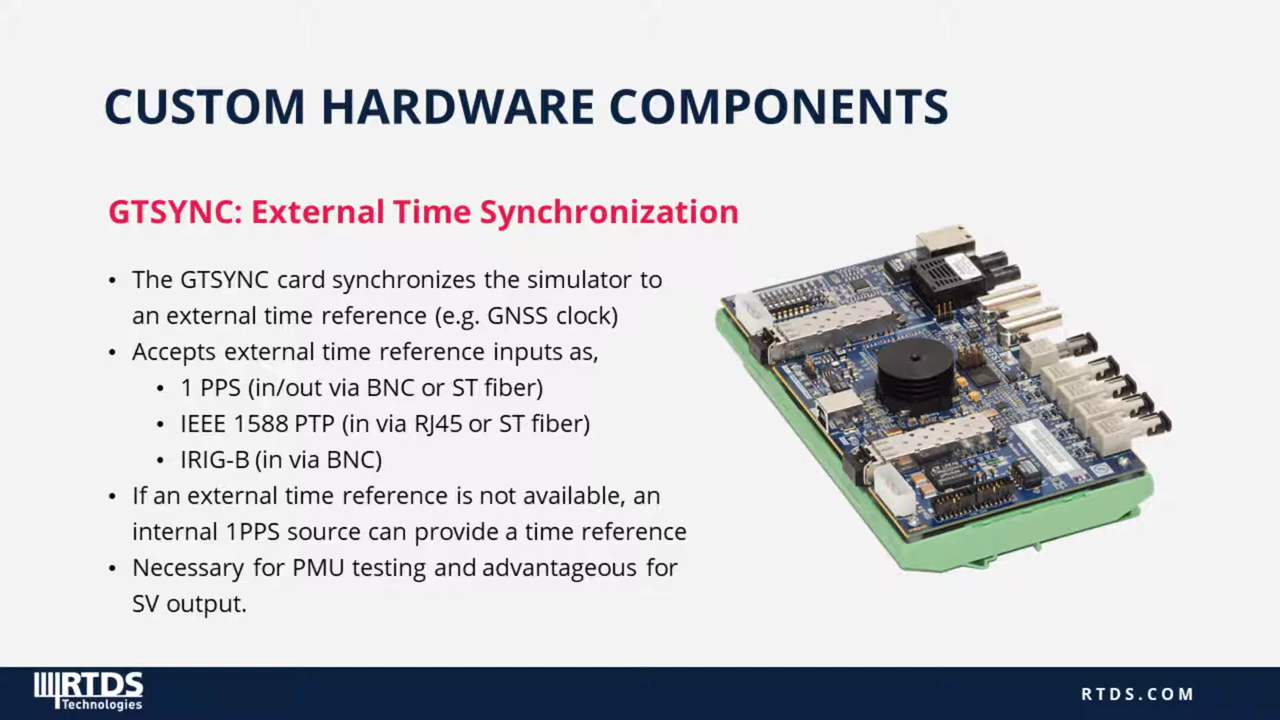 CUSTOM HARDWARE COMPONENTS
GTSYNC: External Time Synchronization
• The GTSYNC card synchronizes the simulator to
an external time reference (e.g. GNSS clock)
• Accepts external time reference inputs as,
• 1 PPS (in/out via BNC or ST fiber)
• IEEE 1588 PTP (in via RJ45 or ST fiber)
• IRIG-B (in via BNC)
• If an external time reference is not available, an
internal 1PPS source can provide a time reference
• Necessary for PMU testing and advantageous for
SV output.
RTDS
Technologies
RTDS.COM